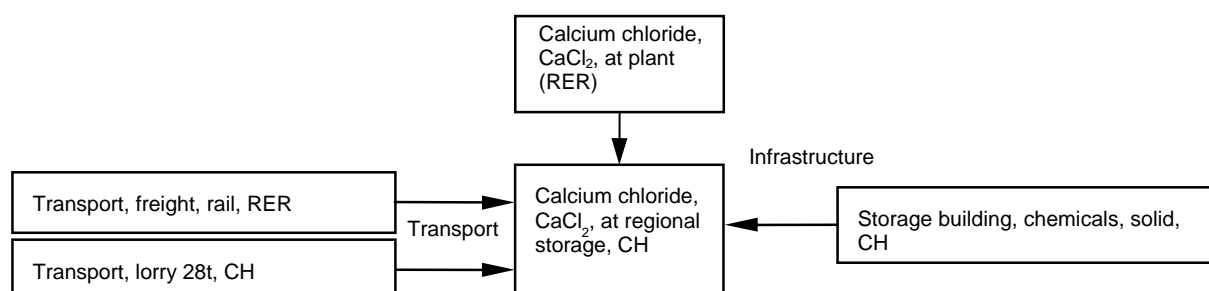 Calcium chloride,
CaCl₂, at plant
(RER)
Infrastructure
Transport, freight, rail, RER
Transport
Transport, lorry 28t, CH
Calcium chloride,
CaCl₂, at regional
storage, CH
Storage building, chemicals, solid,
CH